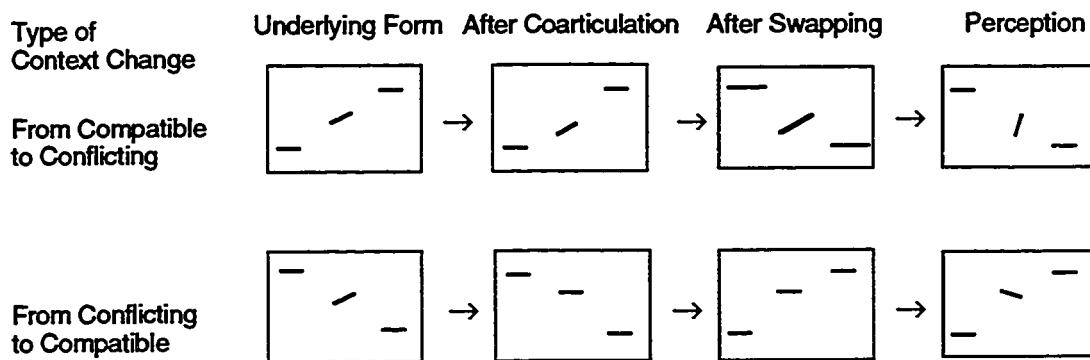 Type of
Context Change
Underlying Form After Coarticulation After Swapping Perception
From Compatible
to Conflicting
→ → →
From Conflicting
to Compatible
→ → →